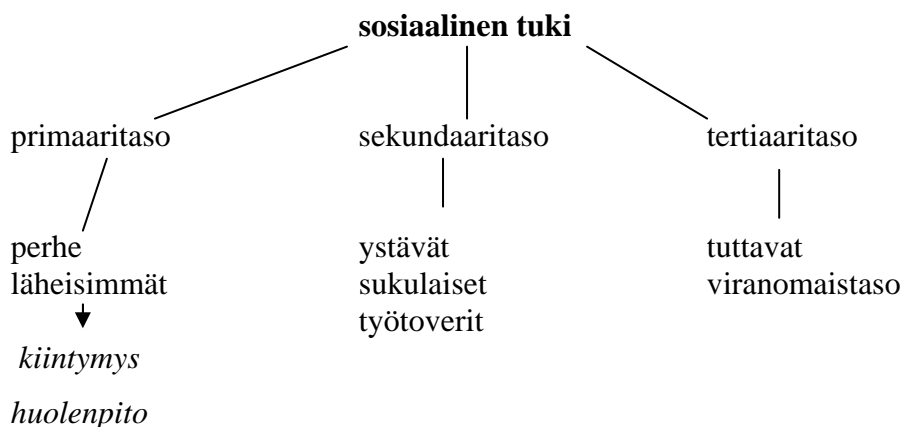 sosiaalinen tuki
primaaritaso
sekundaaritaso
tertiaaritaso
perhe
läheisimmät
kiintymys
huolenpito
ystävät
sukulaiset
työtoverit
tuttavat
viranomaistaso